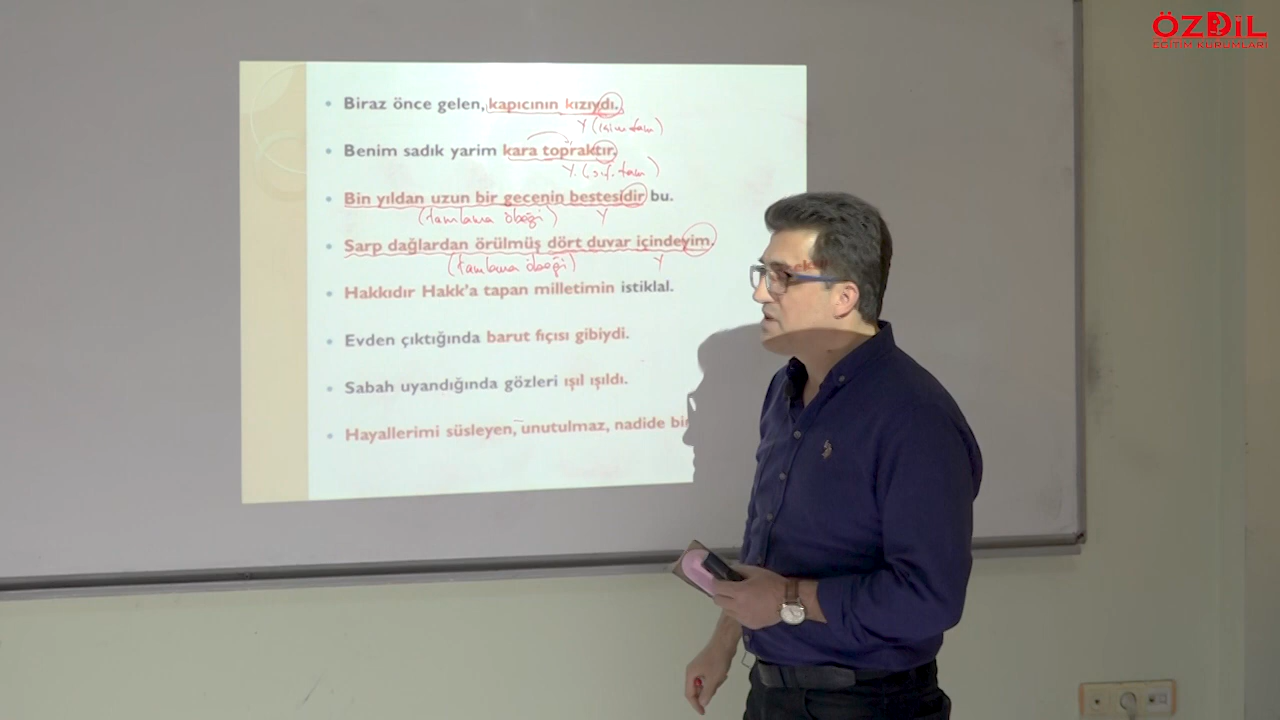 ÖZDİL
EĞİTİM KURUMLARI
• Biraz önce gelen, kapıcının kızıydı.
Y (isim tam)
• Benim sadık yarim kara topraktır.
Y. (sıf. tam)
• Bin yıldan uzun bir gecenin bestesidir bu.
(tamlama öbeği) Y
• Sarp dağlardan örülmüş dört duvar içindeyim.
(tamlama öbeği) Y
• Hakkıdır Hakk'a tapan milletimin istiklal.
• Evden çıktığında barut fıçısı gibiydi.
• Sabah uyandığında gözleri ışıl ışıldı.
• Hayallerimi süsleyen, unutulmaz, nadide bir